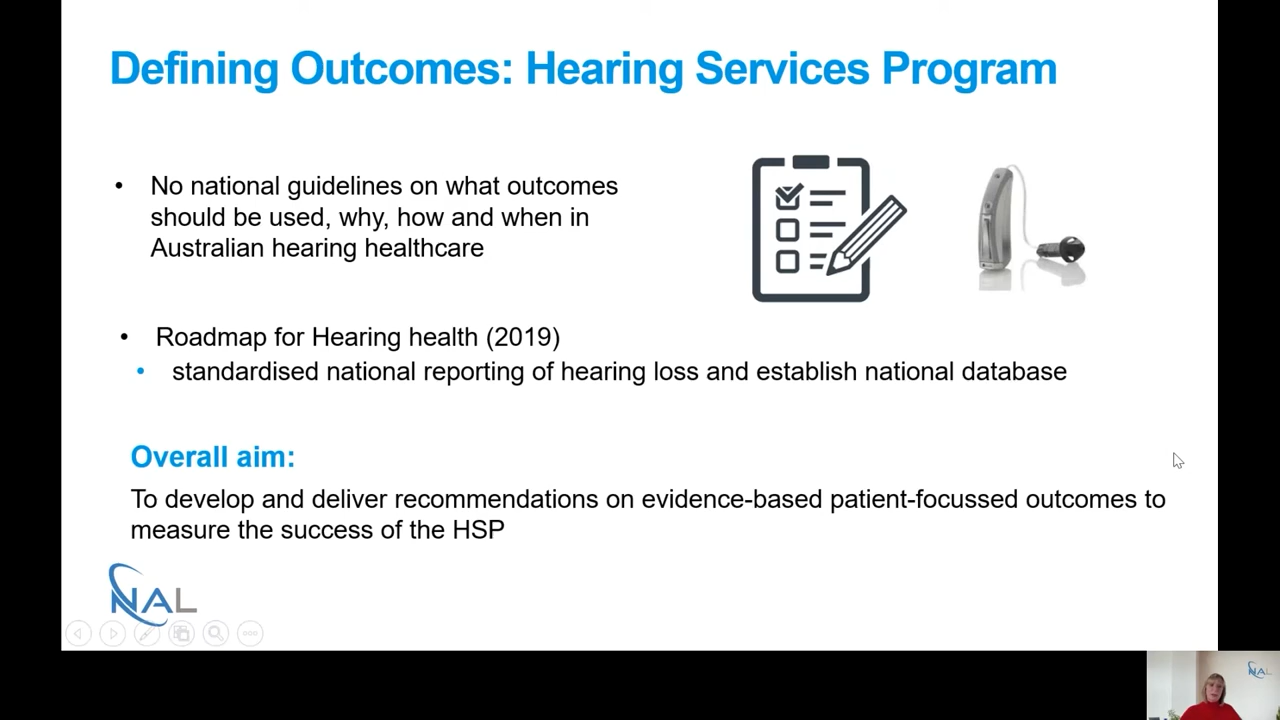 Defining Outcomes: Hearing Services Program
• No national guidelines on what outcomes
should be used, why, how and when in
Australian hearing healthcare
• Roadmap for Hearing health (2019)
• standardised national reporting of hearing loss and establish national database
Overall aim:
To develop and deliver recommendations on evidence-based patient-focussed outcomes to
measure the success of the HSP
NAL
NAL